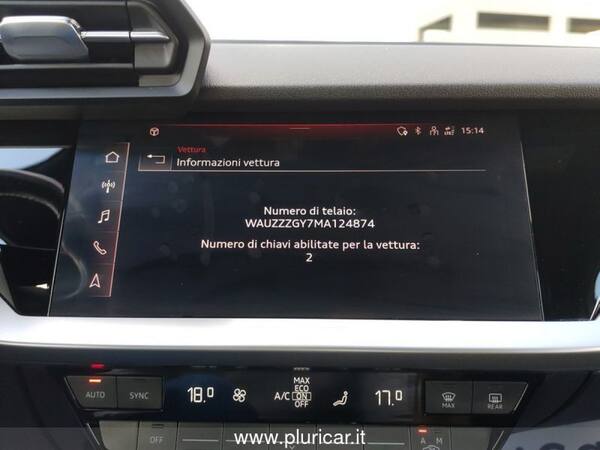 15:14
Vettura
Informazioni vettura
Numero di telaio:
WAUZZZGY7MA124874
Numero di chiavi abilitate per la vettura:
2
AUTO
SYNC
18.0
A/C
MAX
ECO
ON
OFF
17.0
MAX
REAR
OFF
A M
www.pluricar.it